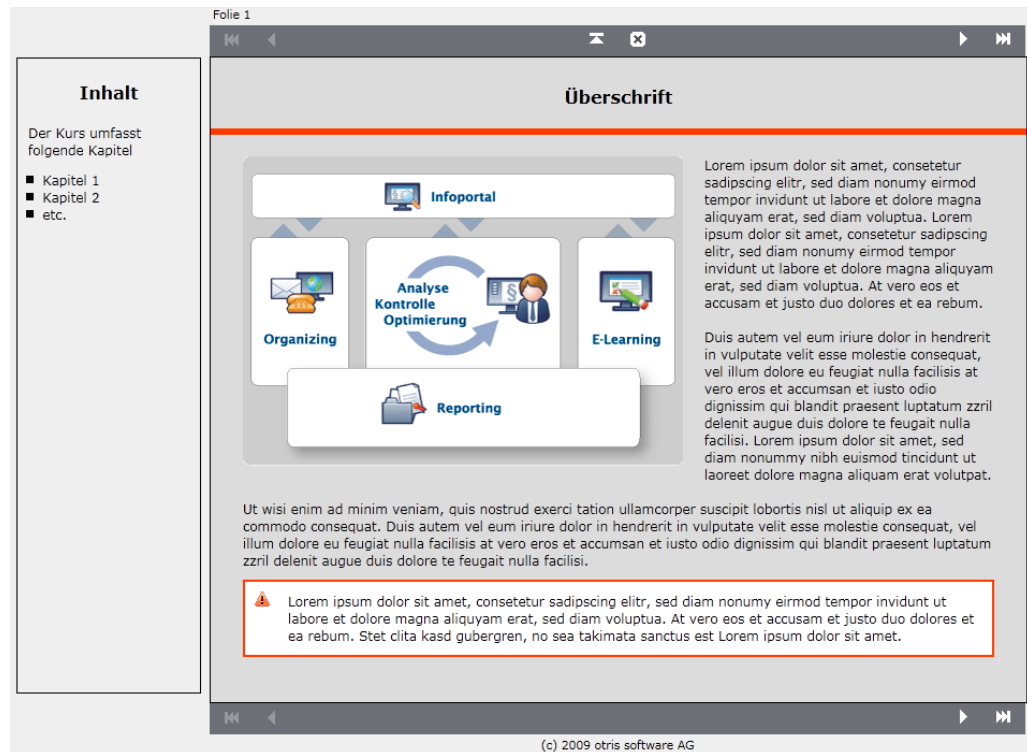 Folie 1
Inhalt
Der Kurs umfasst
folgende Kapitel
Kapitel 1
Kapitel 2
etc.
Überschrift
Infoportal
Organizing
Analyse
Kontrolle
Optimierung
§
E-Learning
Reporting
Lorem ipsum dolor sit amet, consetetur
sadipscing elitr, sed diam nonumy eirmod
tempor invidunt ut labore et dolore magna
aliquyam erat, sed diam voluptua. Lorem
ipsum dolor sit amet, consetetur sadipscing
elitr, sed diam nonumy eirmod tempor
invidunt ut labore et dolore magna aliquyam
erat, sed diam voluptua. At vero eos et
accusam et justo duo dolores et ea rebum.
Duis autem vel eum iriure dolor in hendrerit
in vulputate velit esse molestie consequat,
vel illum dolore eu feugiat nulla facilisis at
vero eros et accumsan et iusto odio
dignissim qui blandit praesent luptatum zzril
delenit augue duis dolore te feugait nulla
facilisi. Lorem ipsum dolor sit amet, sed
diam nonummy nibh euismod tincidunt ut
laoreet dolore magna aliquam erat volutpat.
Ut wisi enim ad minim veniam, quis nostrud exerci tation ullamcorper suscipit lobortis nisl ut aliquip ex ea
commodo consequat. Duis autem vel eum iriure dolor in hendrerit in vulputate velit esse molestie consequat, vel
illum dolore eu feugiat nulla facilisis at vero eros et accumsan et iusto odio dignissim qui blandit praesent luptatum
zzril delenit augue duis dolore te feugait nulla facilisi.
Lorem ipsum dolor sit amet, consetetur sadipscing elitr, sed diam nonumy eirmod tempor invidunt ut
labore et dolore magna aliquyam erat, sed diam voluptua. At vero eos et accusam et justo duo dolores et
ea rebum. Stet clita kasd gubergren, no sea takimata sanctus est Lorem ipsum dolor sit amet.
(c) 2009 otris software AG